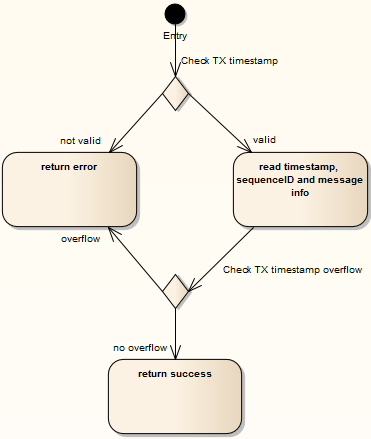 Entry
Check TX timestamp
not valid
valid
return error
read timestamp,
sequenceID and message
info
overflow
Check TX timestamp overflow
no overflow
return success